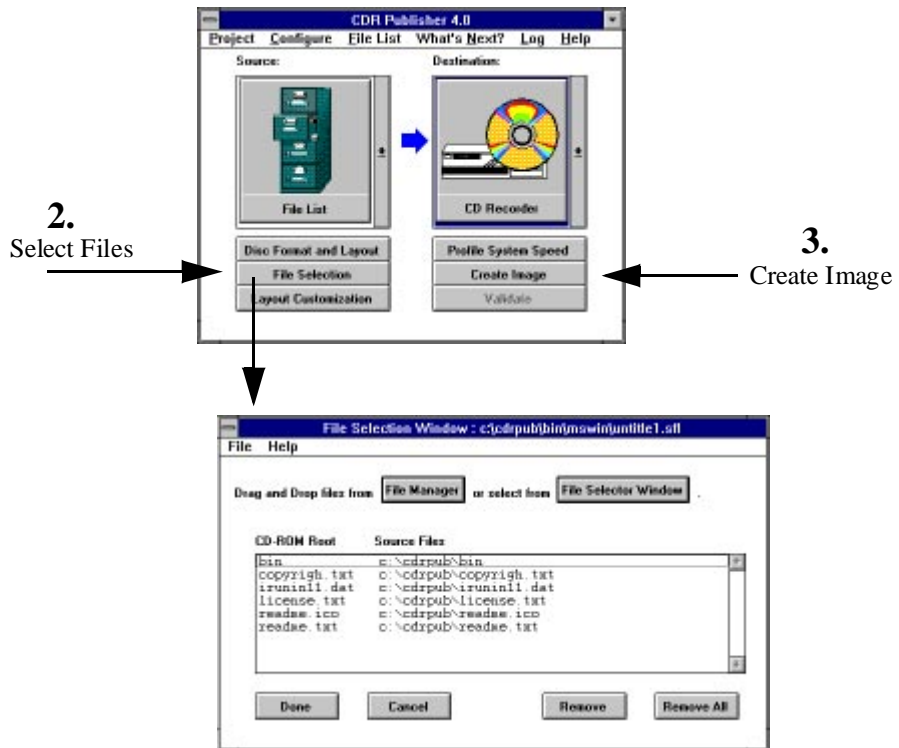 CDR Publisher 4.0
Project Configure File List What's Next? Log Help
Source: Destination:
File List CD Recorder
2.
Select Files
Disc Format and Layout Profile System Speed
File Selection Create Image
Layout Customization Validate
3.
Create Image
File Selection Window : c:\cdrpub\bin\mswin\untitle1.sfl
File Help
Drag and Drop files from File Manager or select from File Selector Window .
CD-ROM Root Source Files
bin c:\cdrpub\bin
copyrigh.txt c:\cdrpub\copyrigh.txt
irunin11.dat c:\cdrpub\irunin11.dat
license.txt c:\cdrpub\license.txt
readme.ico c:\cdrpub\readme.ico
readme.txt c:\cdrpub\readme.txt
Done Cancel Remove Remove All